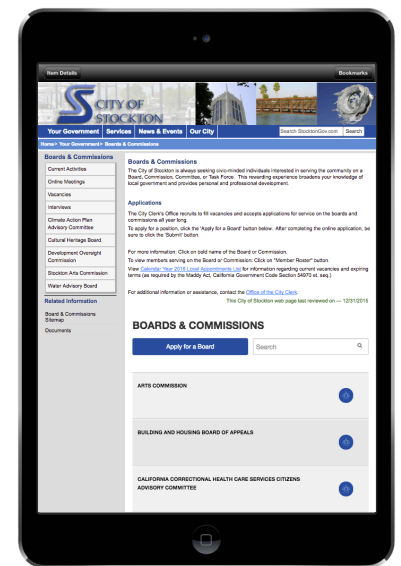 Item Details
Bookmarks
CITY OF
STOCKTON
Your Government Services News & Events Our City
Search StocktonGov.com Search
Home> Your Government> Boards & Commissions
Boards & Commissions
Current Activities
Online Meetings
Vacancies
Interviews
Climate Action Plan
Advisory Committee
Cultural Heritage Board
Development Oversight
Commission
Stockton Arts Commission
Water Advisory Board
Related Information
Board & Commissions
Sitemap
Documents
Boards & Commissions
The City of Stockton is always seeking civic-minded individuals interested in serving the community on a
Board, Commission, Committee, or Task Force. This rewarding experience broadens your knowledge of
local government and provides personal and professional development.
Applications
The City Clerk's Office recruits to fill vacancies and accepts applications for service on the boards and
commissions all year long.
To apply for a position, click the 'Apply for a Board' button below. After completing the online application, be
sure to click the 'Submit' button.
For more information: Click on bold name of the Board or Commission.
To view members serving on the Board or Commission: Click on "Member Roster" button.
View Calendar Year 2016 Local Appointments List for information regarding current vacancies and expiring
terms (as required by the Maddy Act, California Government Code Section 54970 et. seq.)
For additional information or assistance, contact the Office of the City Clerk.
This City of Stockton web page last reviewed on --- 12/31/2015
BOARDS & COMMISSIONS
Apply for a Board
Search
ARTS COMMISSION
BUILDING AND HOUSING BOARD OF APPEALS
CALIFORNIA CORRECTIONAL HEALTH CARE SERVICES CITIZENS
ADVISORY COMMITTEE